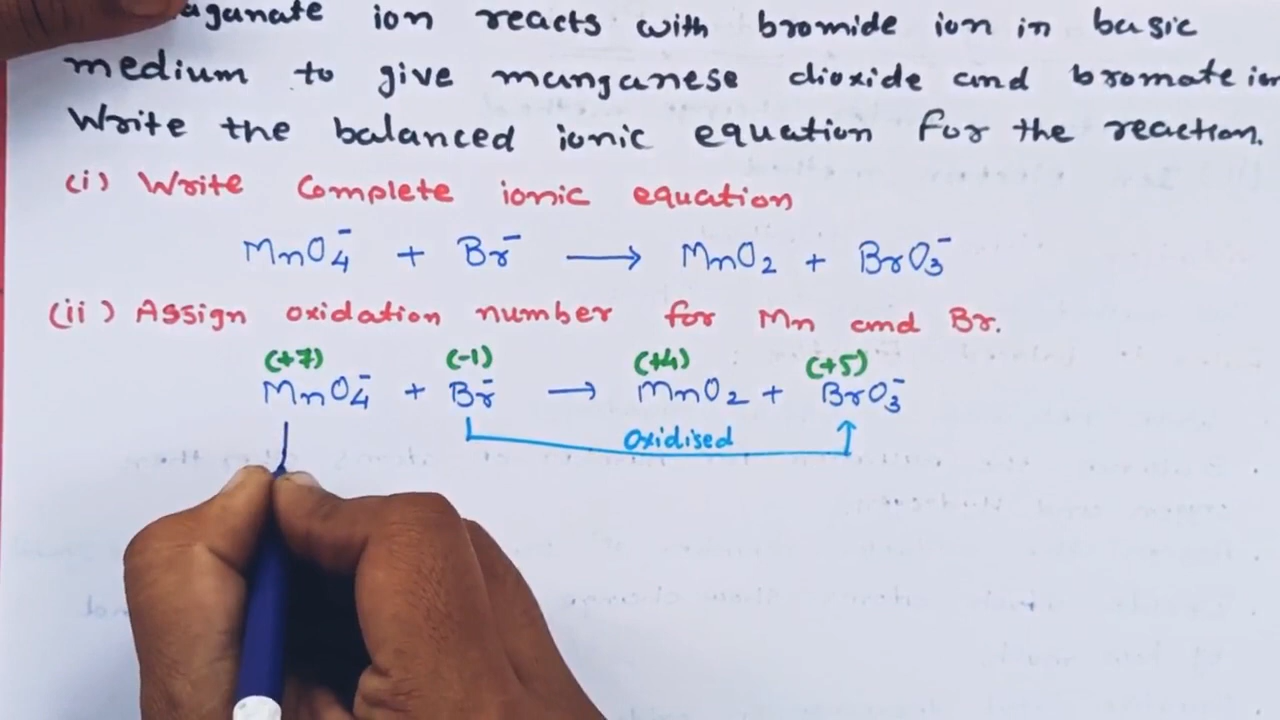 ion reacts with bromide ion in basic
medium to give manganese dioxide and bromate ion
Write the balanced ionic equation for the reaction.
(i) Write Complete ionic equation
MnO₄⁻ + Br⁻ ⟶ MnO₂ + BrO₃⁻
(ii) Assign oxidation number for Mn and Br.
(+7) (-1) (+4) (+5)
MnO₄⁻ + Br⁻ ⟶ MnO₂ + BrO₃⁻
Oxidised